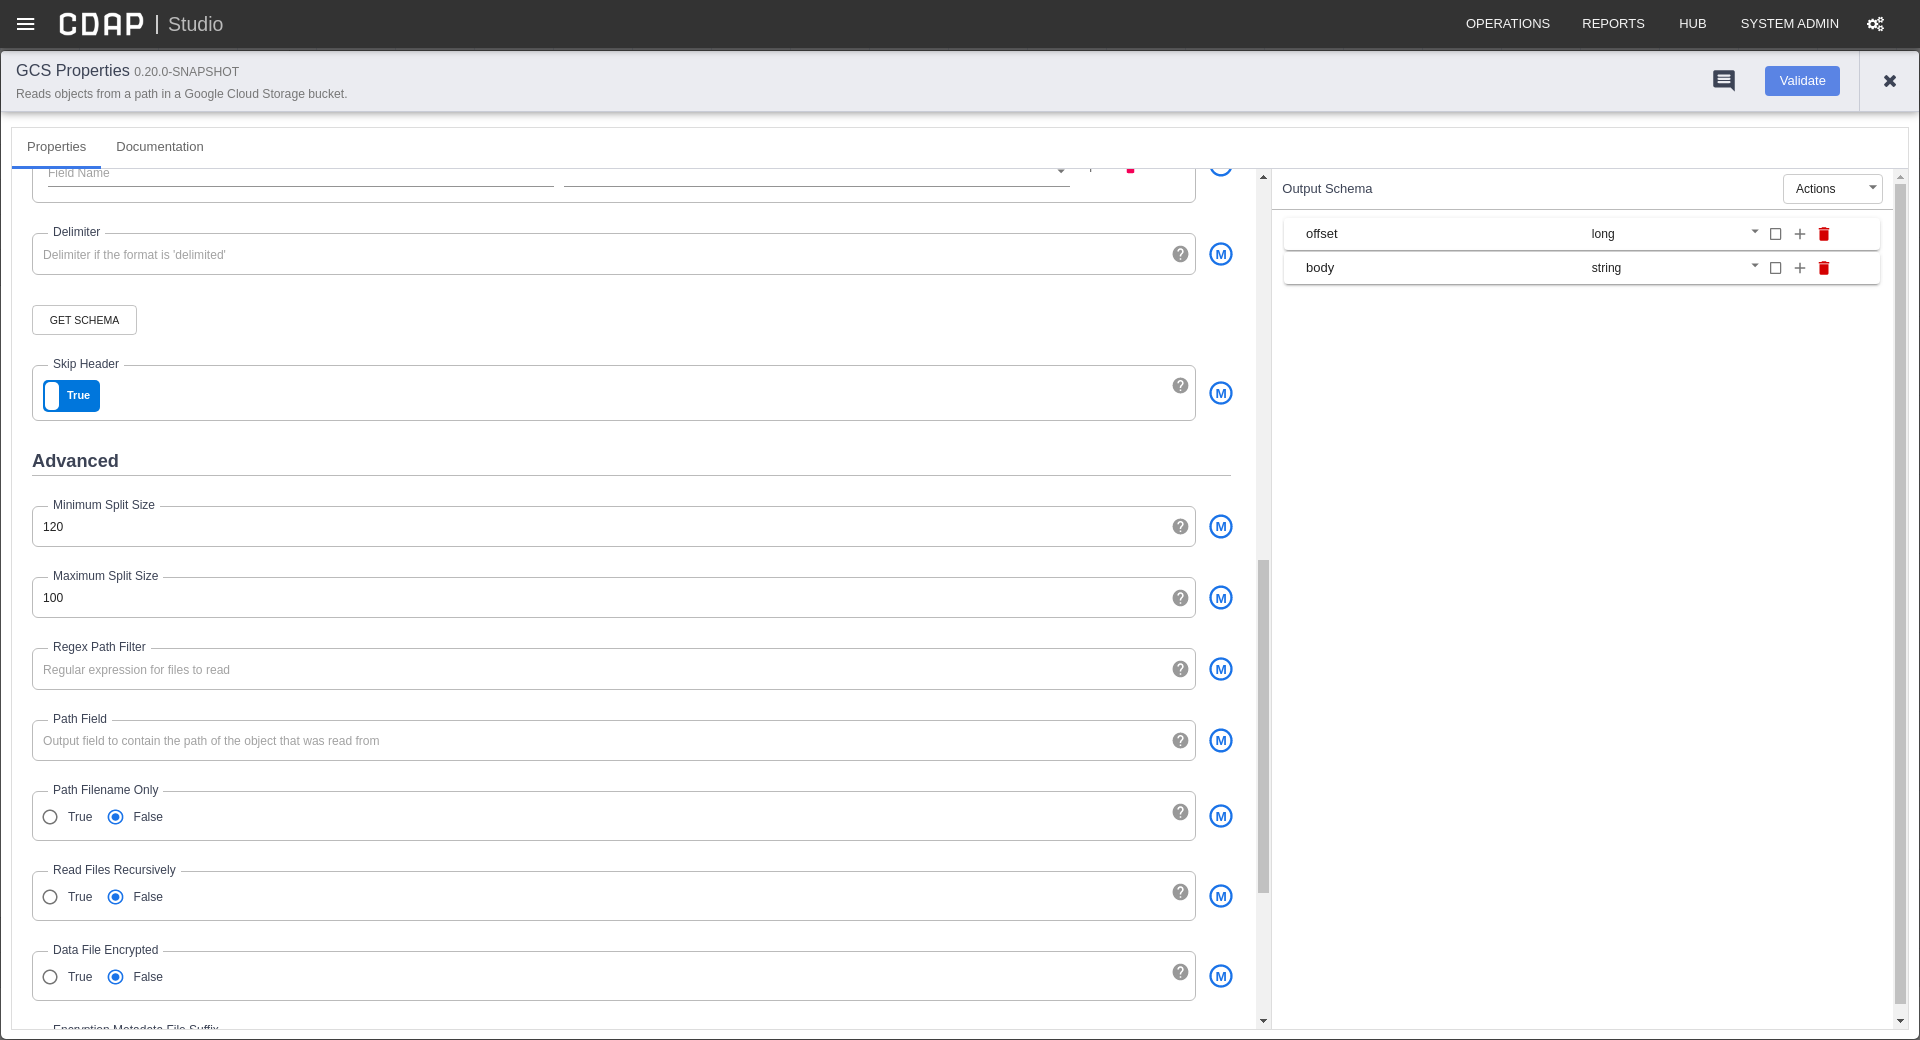 CDAP | Studio
OPERATIONS REPORTS HUB SYSTEM ADMIN
GCS Properties 0.20.0-SNAPSHOT
Reads objects from a path in a Google Cloud Storage bucket.
Validate
Properties Documentation
Field Name
Output Schema
Actions
offset long
body string
Delimiter
Delimiter if the format is 'delimited'
M
GET SCHEMA
Skip Header
True
M
Advanced
Minimum Split Size
120
M
Maximum Split Size
100
M
Regex Path Filter
Regular expression for files to read
M
Path Field
Output field to contain the path of the object that was read from
M
Path Filename Only
True False
M
Read Files Recursively
True False
M
Data File Encrypted
True False
M
Encryption Metadata File Suffix